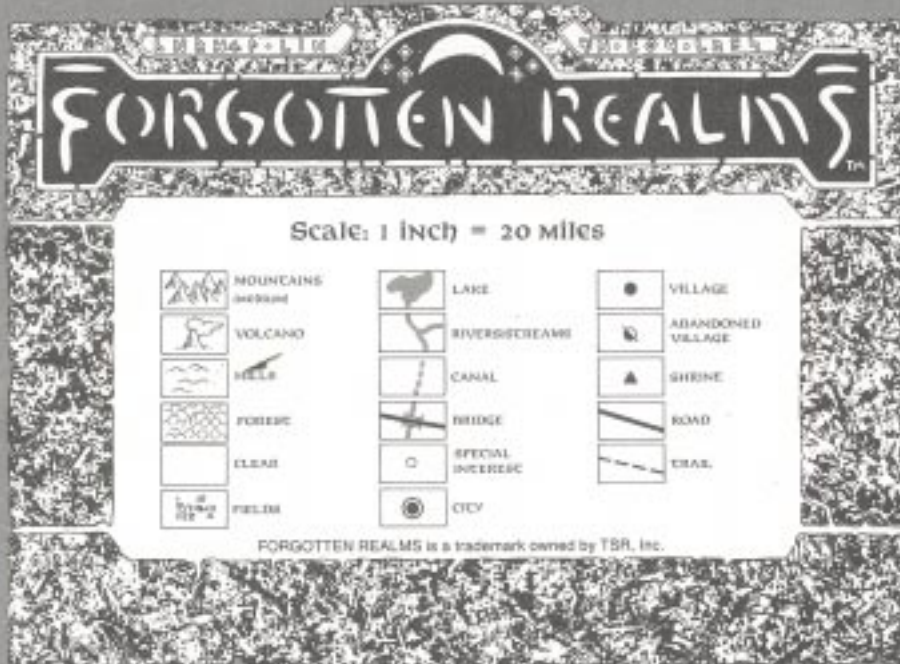 FORGOTTEN REALMS
TM
Scale: 1 inch = 20 Miles
MOUNTAINS
VOLCANO
HILLS
FOREST
CLEAR
FIELDS
LAKE
RIVERS/STREAMS
CANAL
BRIDGE
SPECIAL
INTEREST
CITY
VILLAGE
ABANDONED
VILLAGE
SHRINE
ROAD
TRAIL
FORGOTTEN REALMS is a trademark owned by TSR, Inc.